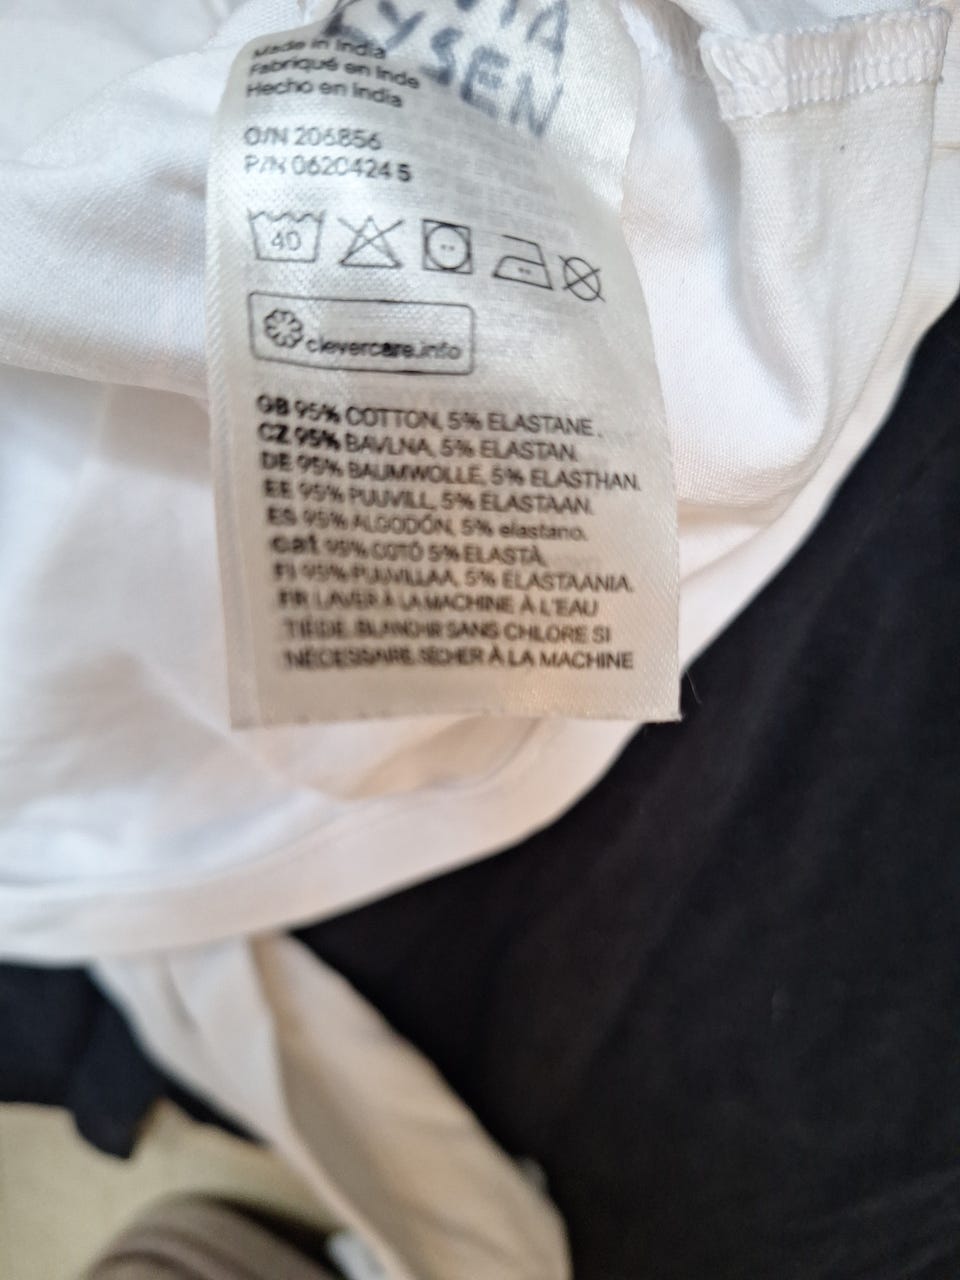 YSEN
Made in India
Fabriqué en Inde
Hecho en India
O/N 206856
P/N 0620424 5
40
clevercare.info
GB 95% COTTON, 5% ELASTANE.
CZ 95% BAVLNA, 5% ELASTAN.
DE 95% BAUMWOLLE, 5% ELASTHAN.
EE 95% PUUVILL, 5% ELASTAAN.
ES 95% ALGODÓN, 5% elastano.
cat 95% COTÓ 5% ELASTÀ,
FI 95% PUUVILLAA, 5% ELASTAANIA.
FR LAVER À LA MACHINE À L'EAU
TIÈDE, BLANCHIR SANS CHLORE SI
NÉCESSAIRE, SÉCHER À LA MACHINE